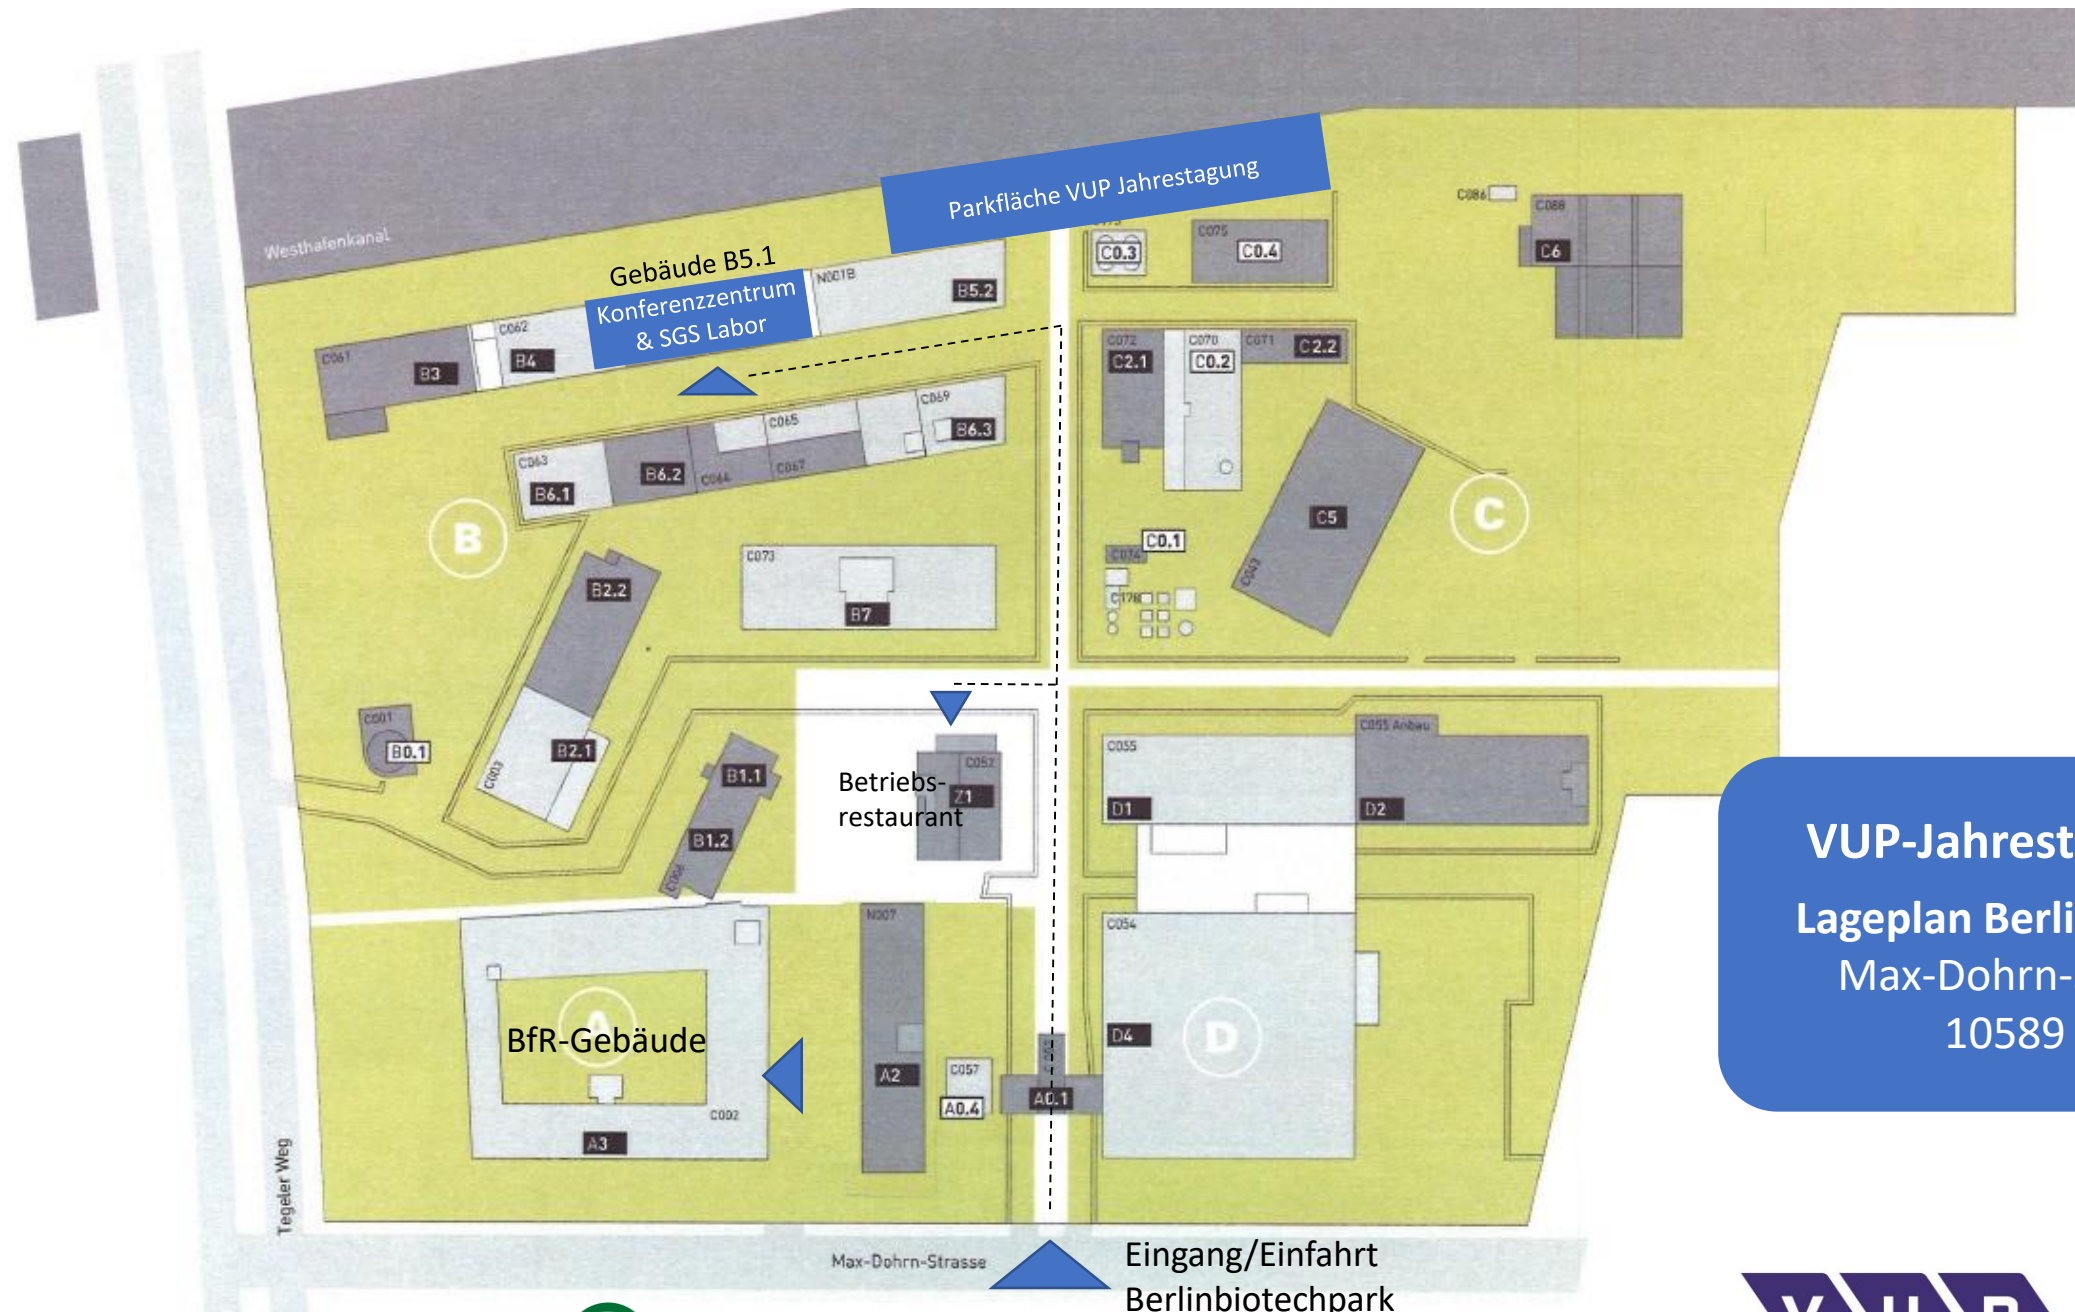 Westhafenkanal
Parkfläche VUP Jahrestagung
Gebäude B5.1
Konferenzzentrum
& SGS Labor
N001B
B5.2
C062
B4
C061
B3
C0.3
C075
C0.4
C086
C088
C6
C072
C2.1
C070
C0.2
C071
C2.2
C069
B6.3
C065
C063
B6.1
B6.2
C067
B
C
C5
C0.1
C074
C073
B7
B2.2
B2.1
C003
C001
B0.1
B1.1
B1.2
Betriebs-
restaurant
C052
Z1
C055
D1
C055 Anbau
D2
VUP-Jahrest
Lageplan Berli
Max-Dohrn-
10589
N007
A2
C057
A0.4
A0.1
C054
D4
D
A
BfR-Gebäude
C002
A3
Tegeler Weg
Max-Dohrn-Strasse
Eingang/Einfahrt
Berlinbiotechpark
VUP